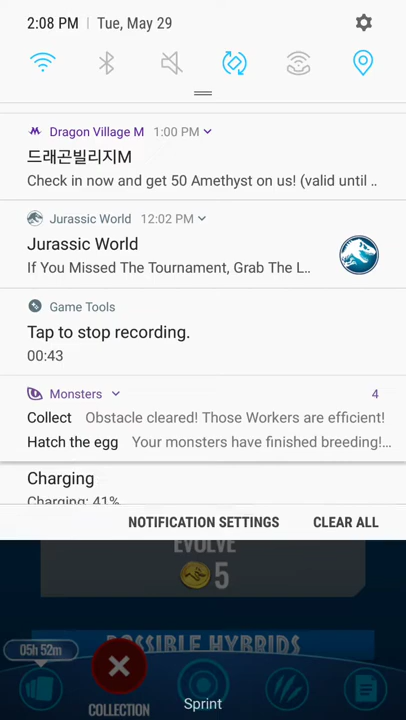 2:08 PM | Tue, May 29
Dragon Village M 1:00 PM
드래곤빌리지M
Check in now and get 50 Amethyst on us! (valid until ..
Jurassic World 12:02 PM
Jurassic World
If You Missed The Tournament, Grab The L..
Game Tools
Tap to stop recording.
00:43
Monsters 4
Collect Obstacle cleared! Those Workers are efficient!
Hatch the egg Your monsters have finished breeding!...
Charging
Charging: 41%
NOTIFICATION SETTINGS CLEAR ALL
EVOLVE
5
POSSIBLE HYBRIDS
05h 52m
COLLECTION
Sprint